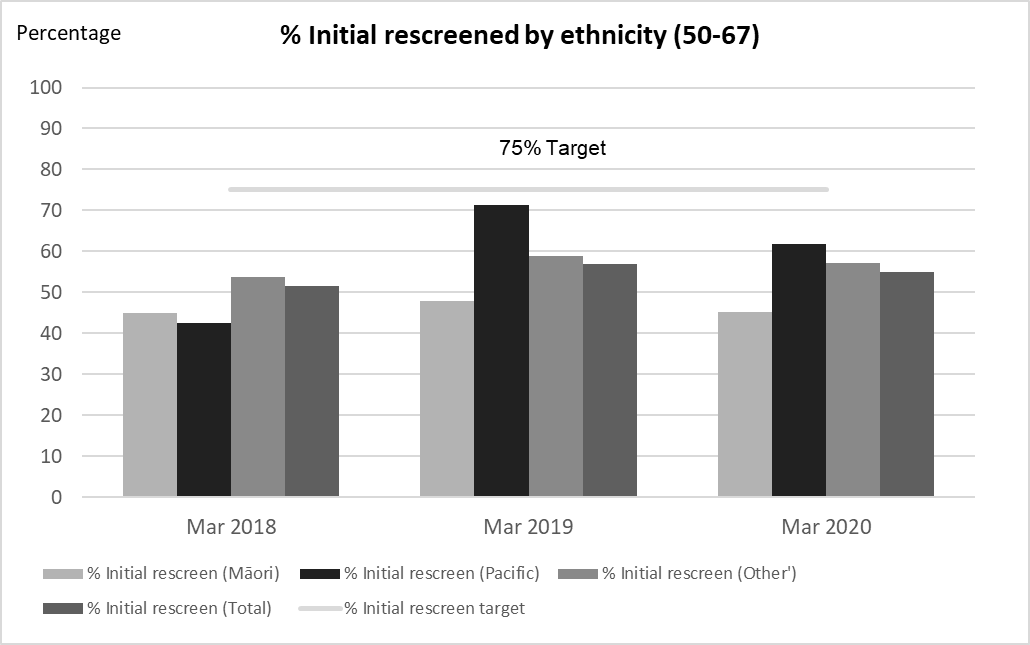 Percentage
% Initial rescreened by ethnicity (50-67)
100
90
80
70
60
50
40
30
20
10
0
75% Target
Mar 2018
Mar 2019
Mar 2020
% Initial rescreen (Māori)
% Initial rescreen (Pacific)
% Initial rescreen (Other')
% Initial rescreen (Total)
% Initial rescreen target